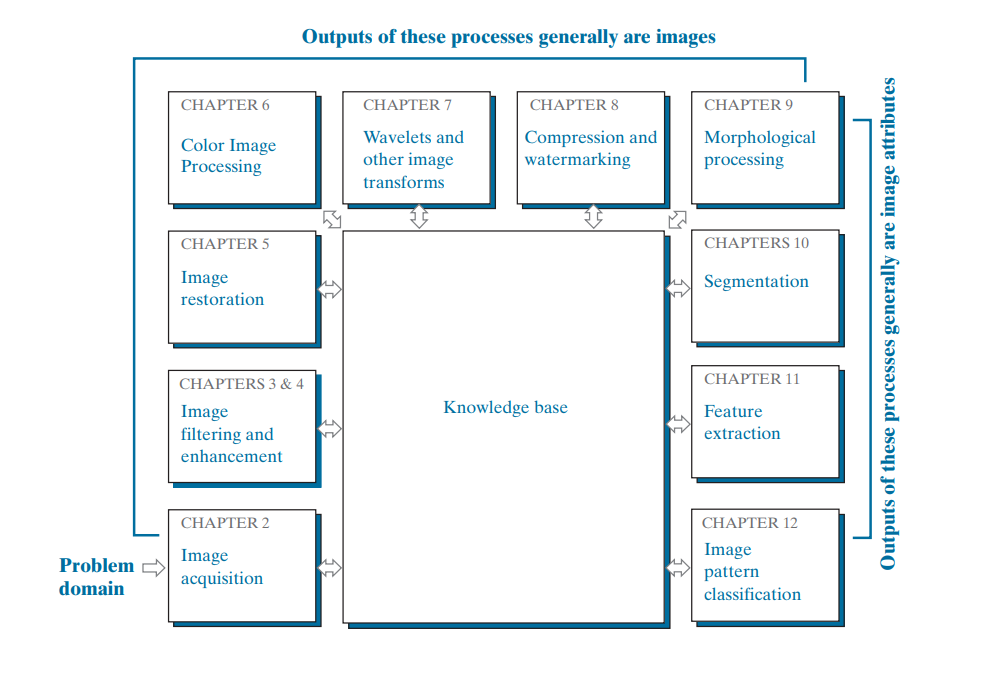 Outputs of these processes generally are images
CHAPTER 6
Color Image
Processing
CHAPTER 7
Wavelets and
other image
transforms
CHAPTER 8
Compression and
watermarking
CHAPTER 9
Morphological
processing
CHAPTER 5
Image
restoration
CHAPTERS 10
Segmentation
CHAPTERS 3 & 4
Image
filtering and
enhancement
Knowledge base
CHAPTER 11
Feature
extraction
CHAPTER 2
Image
acquisition
CHAPTER 12
Image
pattern
classification
Problem
domain
Outputs of these processes generally are image attributes